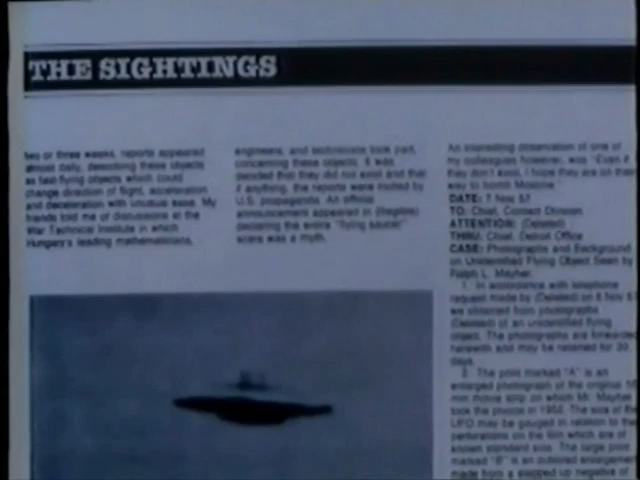 THE SIGHTINGS
two or three weeks, reports appeared
almost daily, describing these objects
as fast flying objects which could
change direction of flight, acceleration
and deceleration with unusual ease. My
friends told me of discussions at the
War Technical Institute in which
Hungary's leading mathematicians,
engineers, and technicians took part,
concerning these objects. It was
decided that they did not exist and that
if anything, the reports were incited by
U.S. propaganda. An official
announcement appeared in (Illegible)
declaring the entire "flying saucer"
scare was a myth.
An interesting observation of one of
my colleagues however, was "Even if
they don't exist, I hope they are on their
way to bomb Moscow."
DATE: 7 Nov 57
TO: Chief, Contact Division
ATTENTION: (Deleted)
THRU: Chief, Detroit Office
CASE: Photographs and Background
on Unidentified Flying Object Seen by
Ralph L. Mayher.
1. In accordance with telephone
request made by (Deleted) on 6 Nov 57
we obtained from photographs
(Deleted) of an unidentified flying
object. The photographs are forwarded
herewith and may be retained for 30
days.
2. The print marked "A" is an
enlarged photograph of the original 16
mm movie strip on which Mr. Mayher
took the photos in 1952. The size of the
UFO may be gauged in relation to the
perforations on the film which are of
known standard size. The large print
marked "B" is an outlined enlargement
made from a stepped up negative of